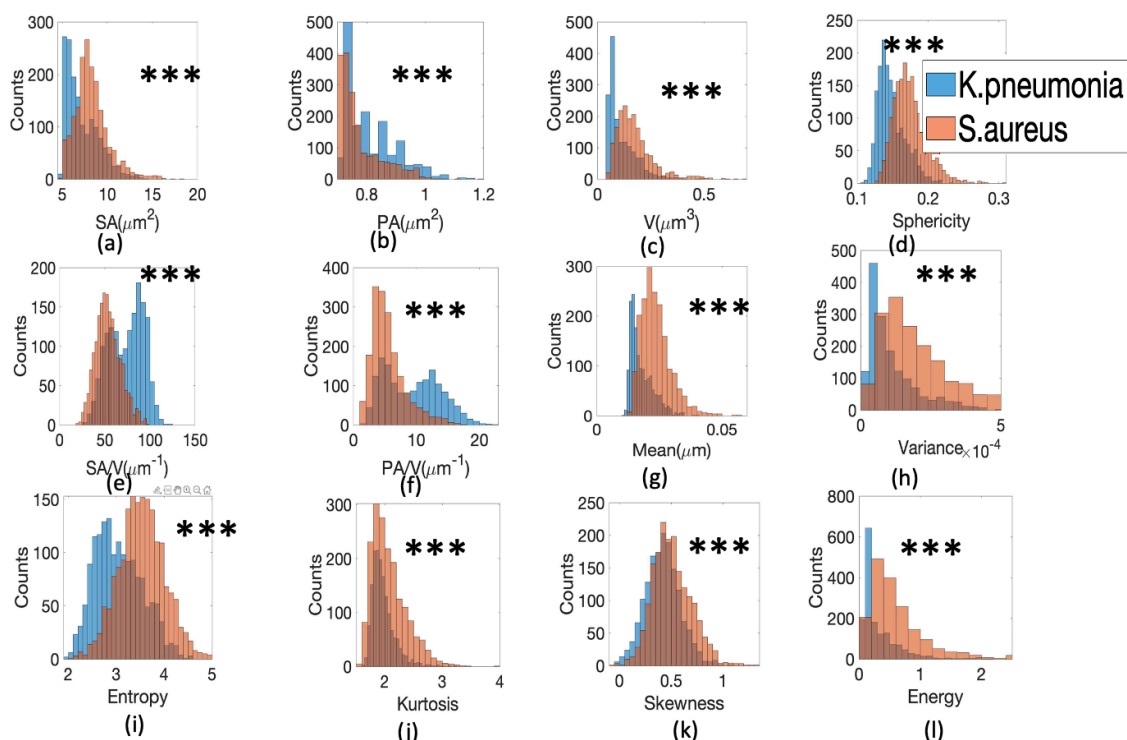 300
200
100
0
5 10 15 20
Counts
SA(μm²)
(a)
***
500
400
300
200
100
0
0.8 1 1.2
Counts
PA(μm²)
(b)
***
500
400
300
200
100
0
0 0.5
Counts
V(μm³)
(c)
***
250
200
150
100
50
0
0.1 0.2 0.3
Counts
Sphericity
(d)
***
K.pneumonia
S.aureus
200
150
100
50
0
0 50 100 150
Counts
SA/V(μm⁻¹)
(e)
***
400
300
200
100
0
0 10 20
Counts
PA/V(μm⁻¹)
(f)
***
300
200
100
0
0 0.05
Counts
Mean(μm)
(g)
***
500
400
300
200
100
0
0 5
Counts
Variance×10⁻⁴
(h)
***
150
100
50
0
2 3 4 5
Counts
Entropy
(i)
***
300
200
100
0
2 3 4
Counts
Kurtosis
(j)
***
250
200
150
100
50
0
0 0.5 1
Counts
Skewness
(k)
***
800
600
400
200
0
0 1 2
Counts
Energy
(l)
***